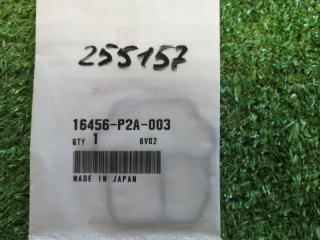 255157
16456-P2A-003
QTY 1 8V02
MADE IN JAPAN